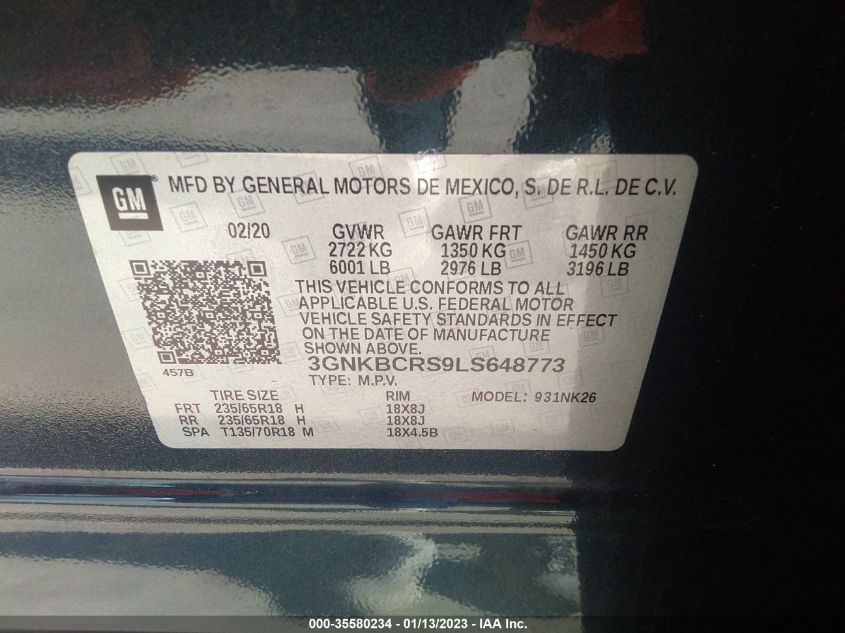 GM
MFD BY GENERAL MOTORS DE MEXICO, S. DE R.L. DE C.V.
02/20 GVWR GAWR FRT GAWR RR
2722 KG 1350 KG 1450 KG
6001 LB 2976 LB 3196 LB
THIS VEHICLE CONFORMS TO ALL
APPLICABLE U.S. FEDERAL MOTOR
VEHICLE SAFETY STANDARDS IN EFFECT
ON THE DATE OF MANUFACTURE
SHOWN ABOVE.
457B
3GNKBCRS9LS648773
TYPE: M.P.V.
TIRE SIZE RIM MODEL: 931NK26
FRT 235/65R18 H 18X8J
RR 235/65R18 H 18X8J
SPA T135/70R18 M 18X4.5B
000-35580234 - 01/13/2023 - IAA Inc.